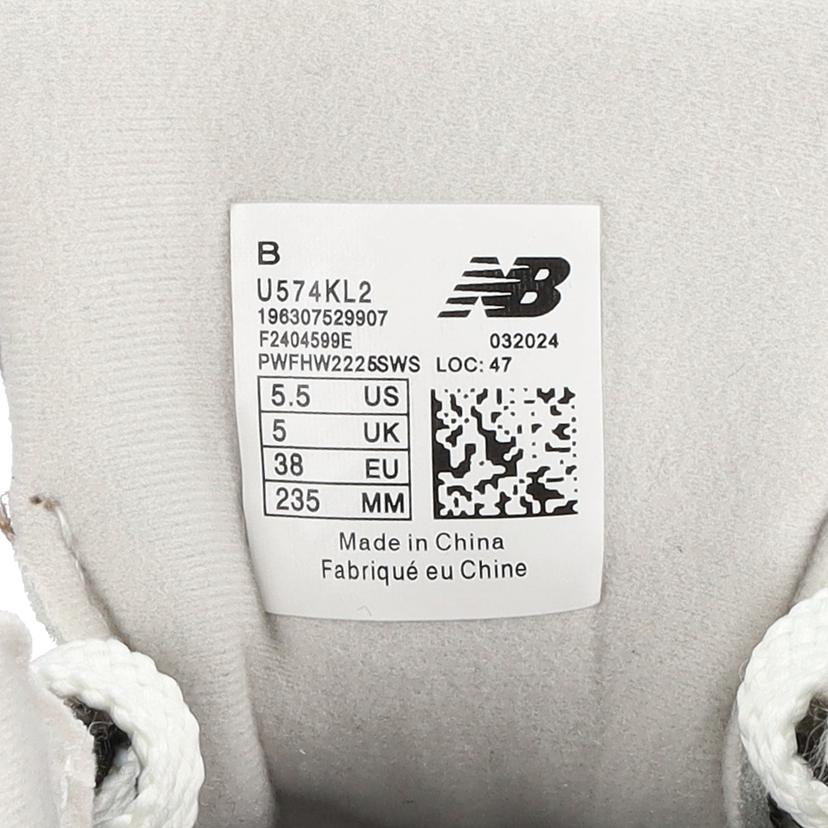 B
NB
U574KL2
196307529907
F2404599E 032024
PWFHW2225SWS LOC: 47
5.5 US
5 UK
38 EU
235 MM
Made in China
Fabriqué eu Chine